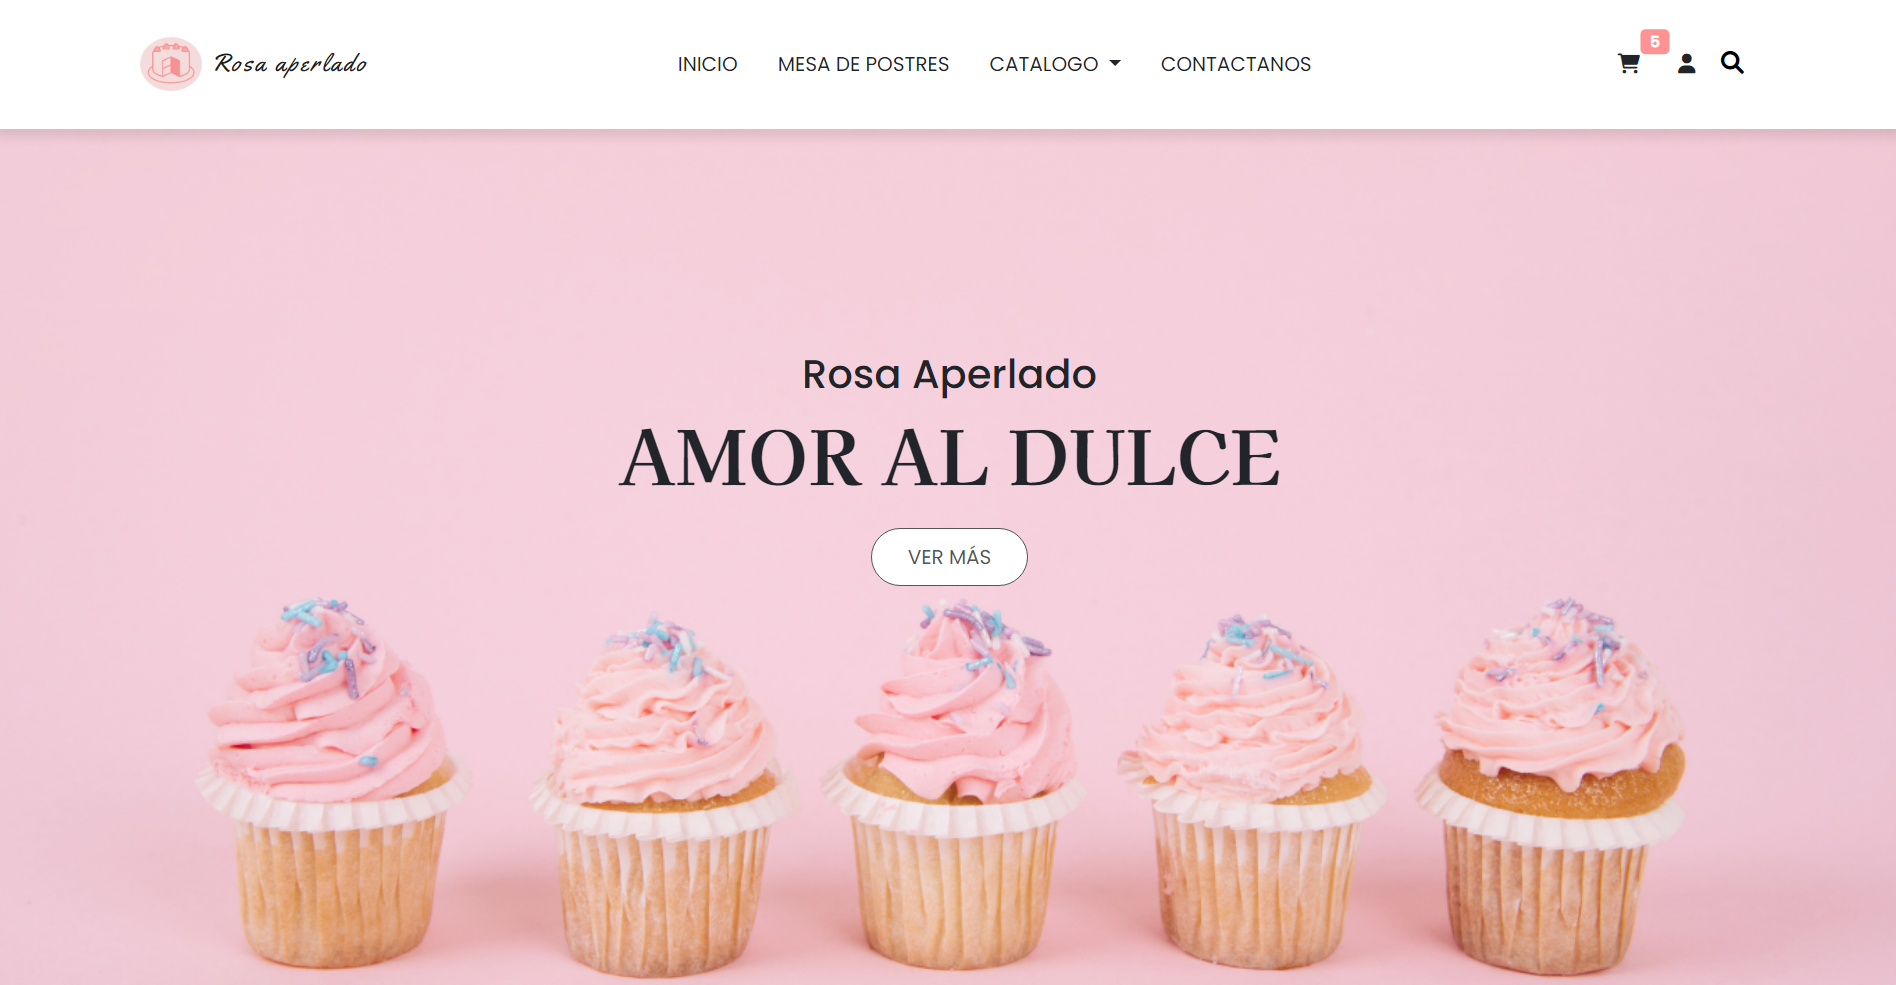 Rosa aperlado
INICIO MESA DE POSTRES CATALOGO CONTACTANOS
5
Rosa Aperlado
AMOR AL DULCE
VER MÁS